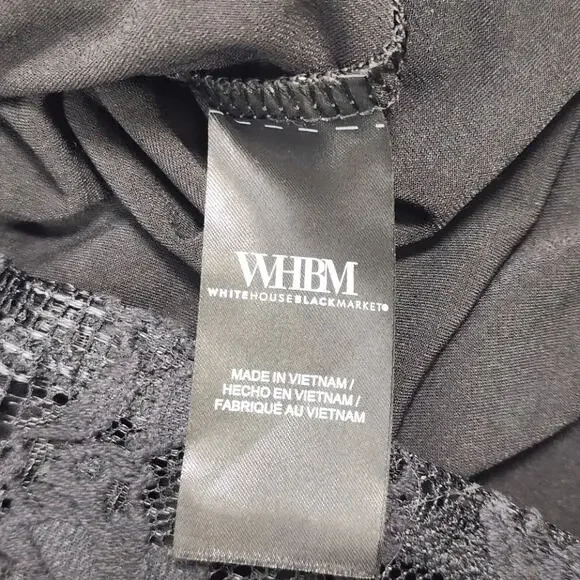 WHBM
WHITEHOUSEBLACKMARKET
MADE IN VIETNAM /
HECHO EN VIETNAM /
FABRIQUÉ AU VIETNAM